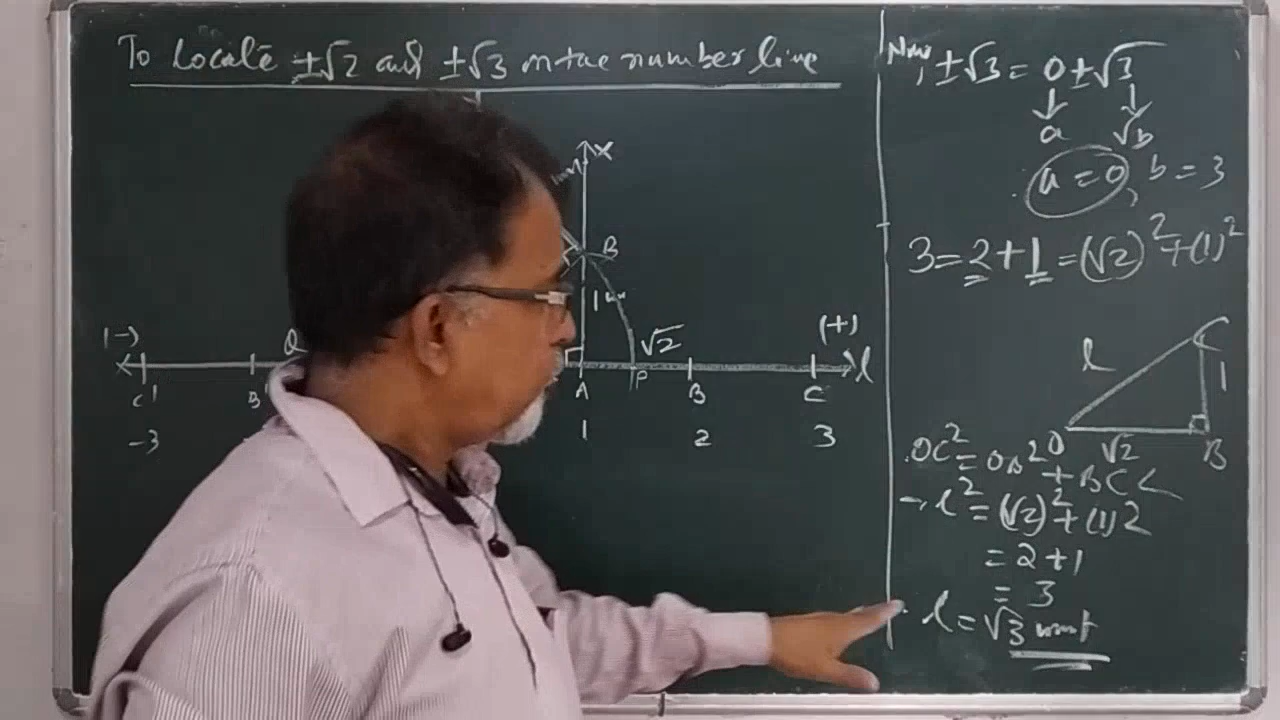 To Locate ±√2 and ±√3 on the number line
X
B
1 unit
(-)
Q
√2
(+)
l
C'
B'
A
P
B
C
-3
1
2
3
Now, ±√3 = 0±√3
a √b
a = 0, b = 3
3 = 2 + 1 = (√2)² + (1)²
l
C
1
O
√2
B
OC² = OB² + BC²
→ l² = (√2)² + (1)²
= 2 + 1
= 3
l = √3 unit